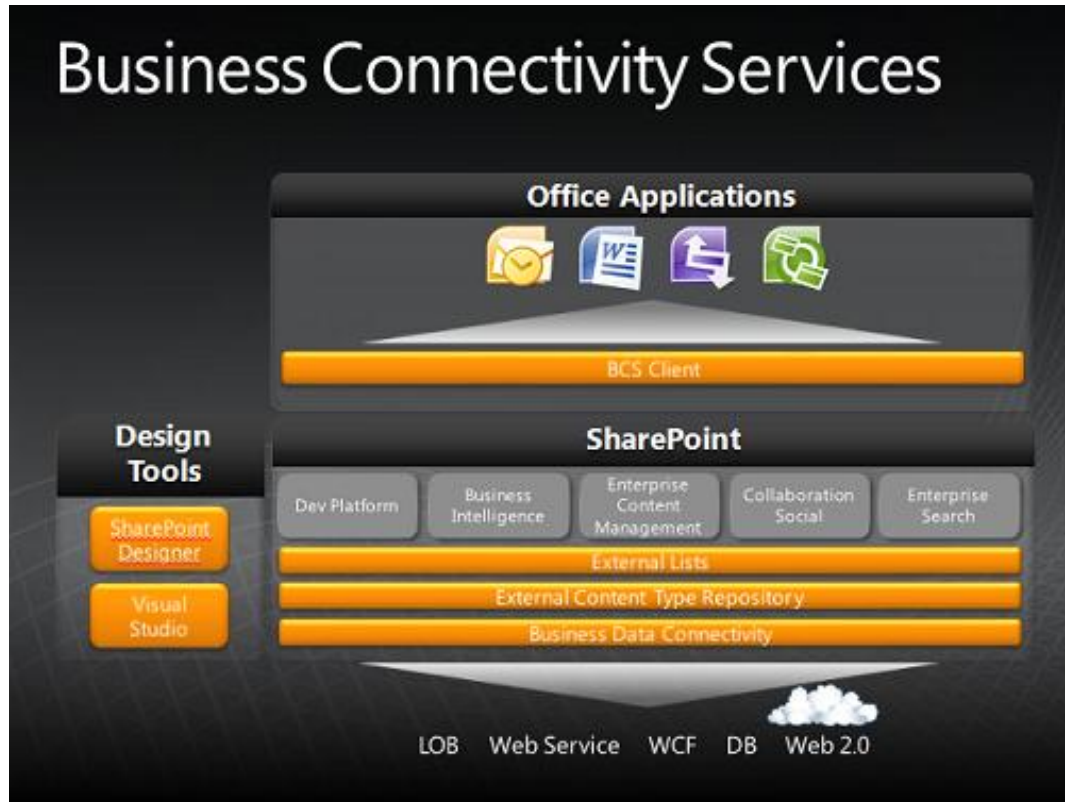 Business Connectivity Services
Office Applications
W
BCS Client
Design
Tools
SharePoint
Designer
Visual
Studio
SharePoint
Dev Platform
Business
Intelligence
Enterprise
Content
Management
Collaboration
Social
Enterprise
Search
External Lists
External Content Type Repository
Business Data Connectivity
LOB Web Service WCF DB Web 2.0